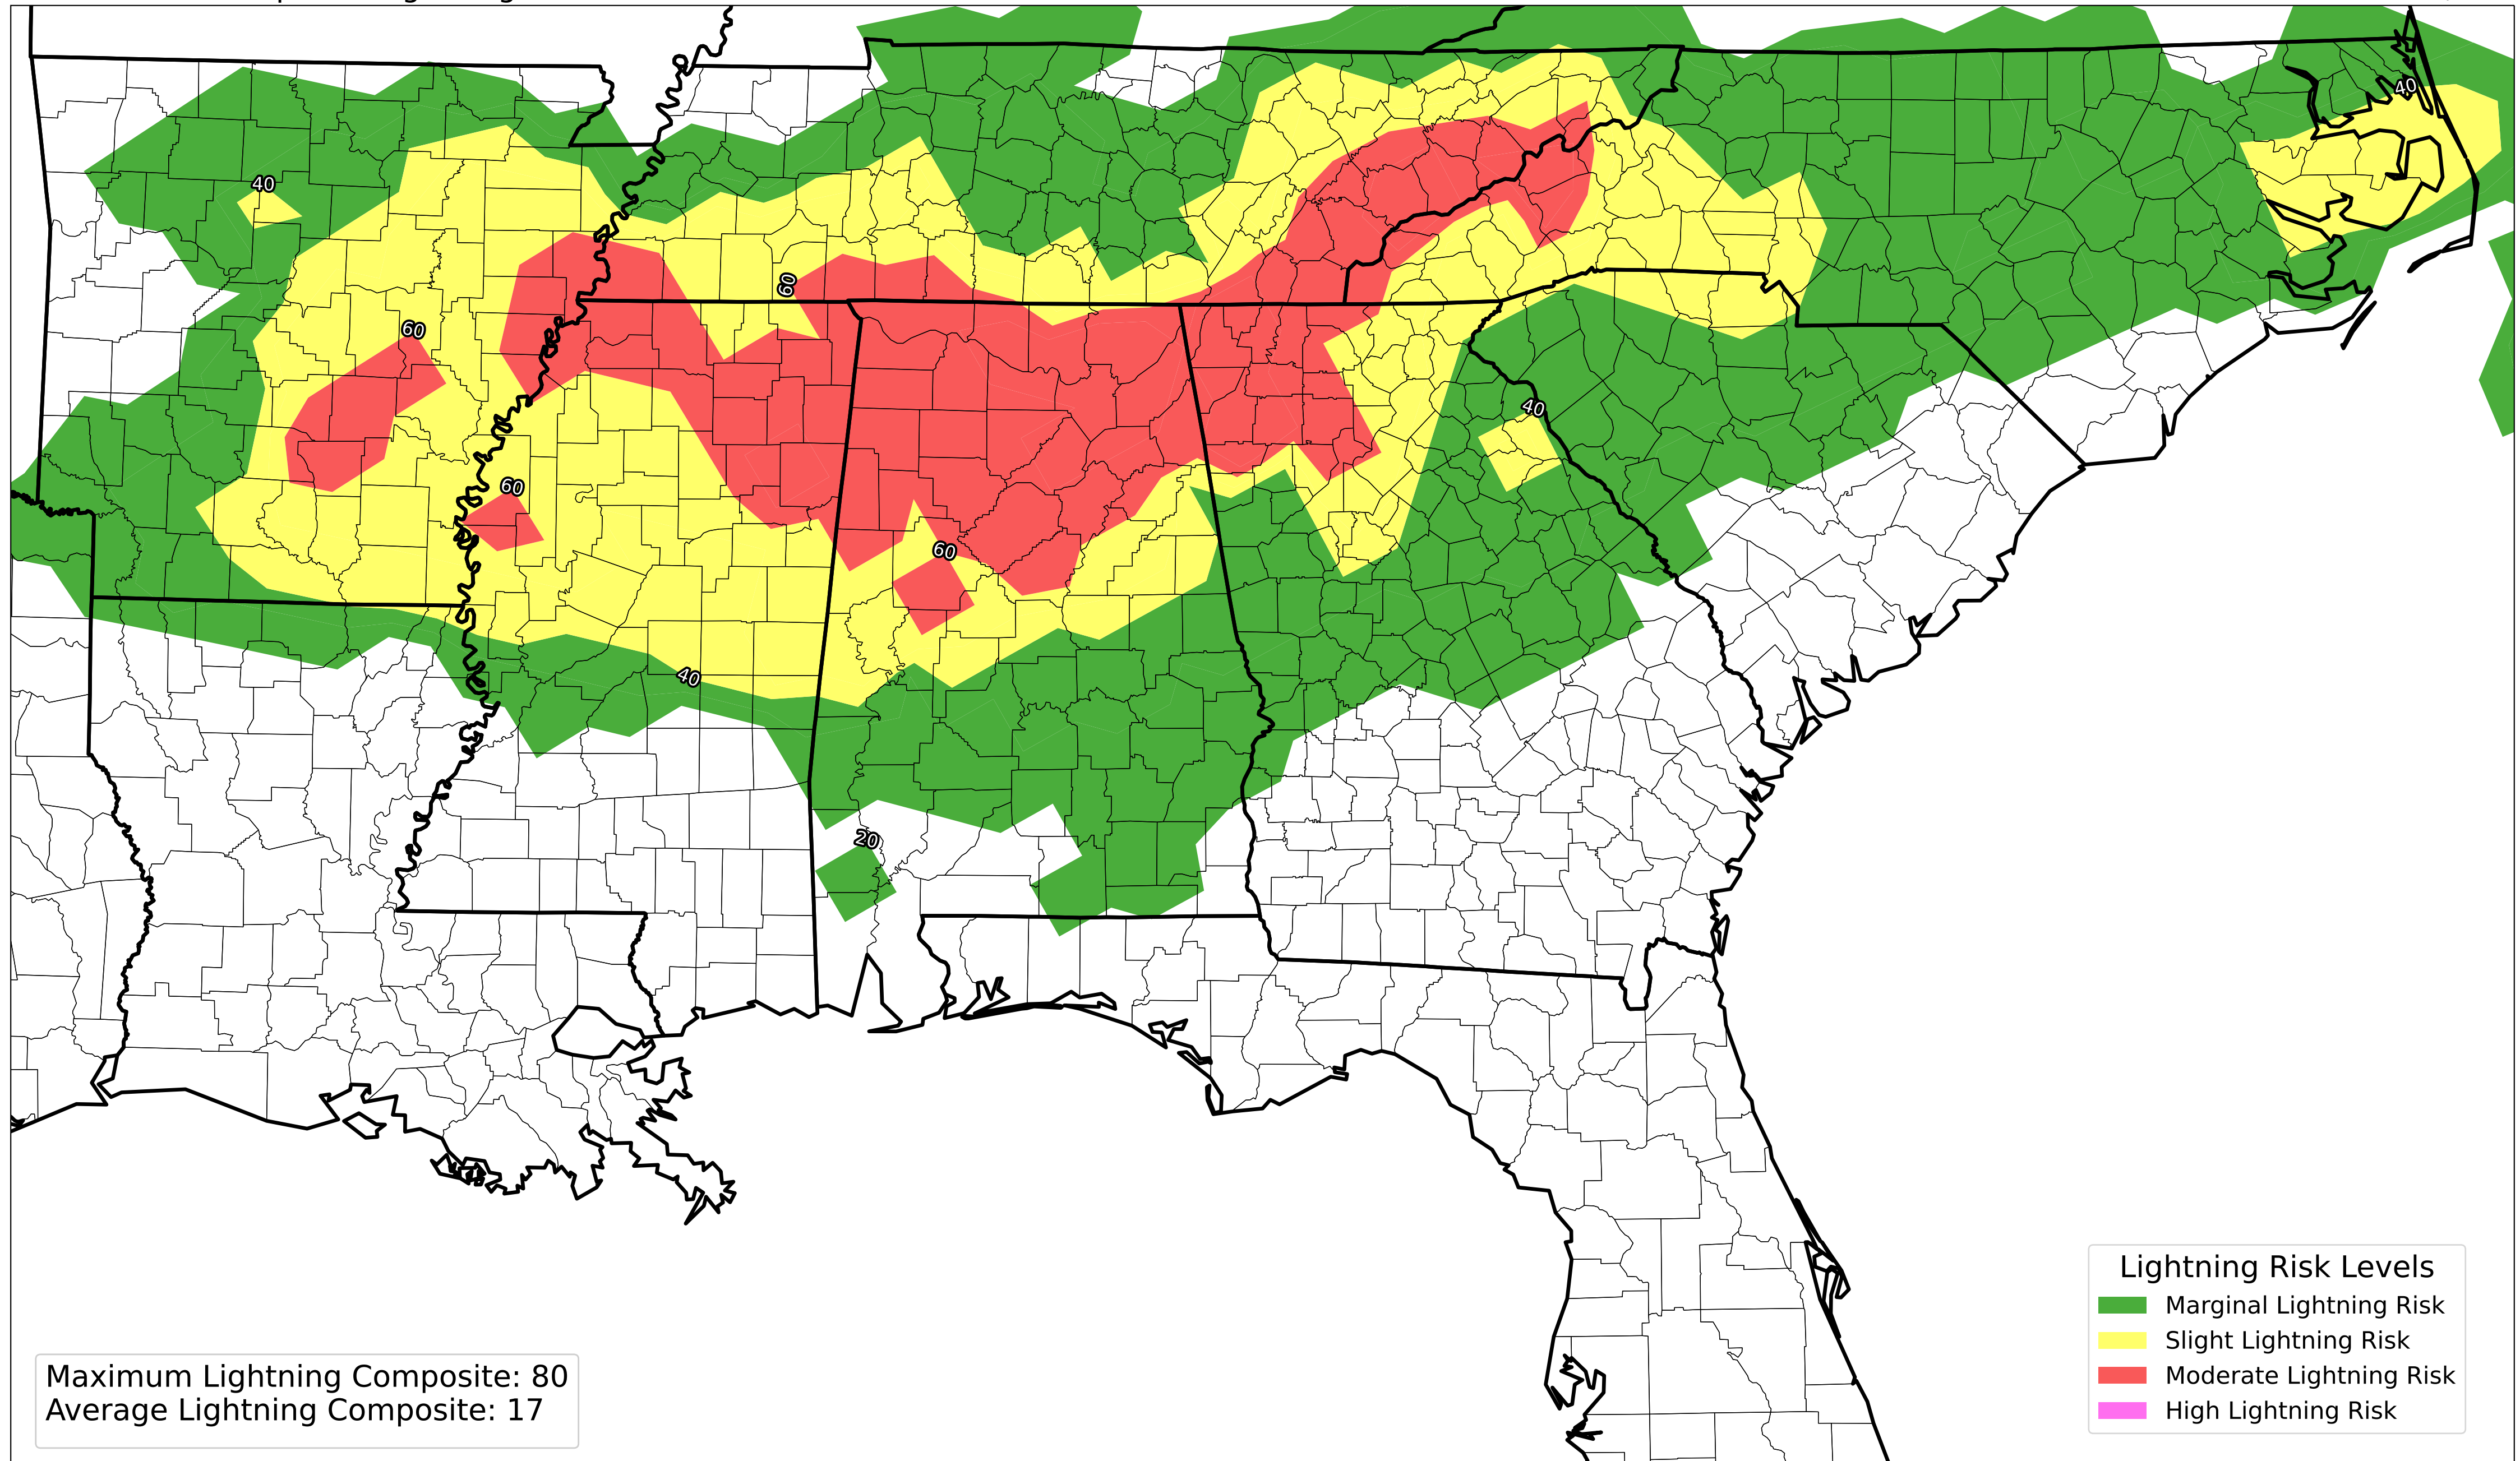 40
40
60
60
40
60
60
40
20
Lightning Risk Levels
Marginal Lightning Risk
Slight Lightning Risk
Moderate Lightning Risk
High Lightning Risk
Maximum Lightning Composite: 80
Average Lightning Composite: 17